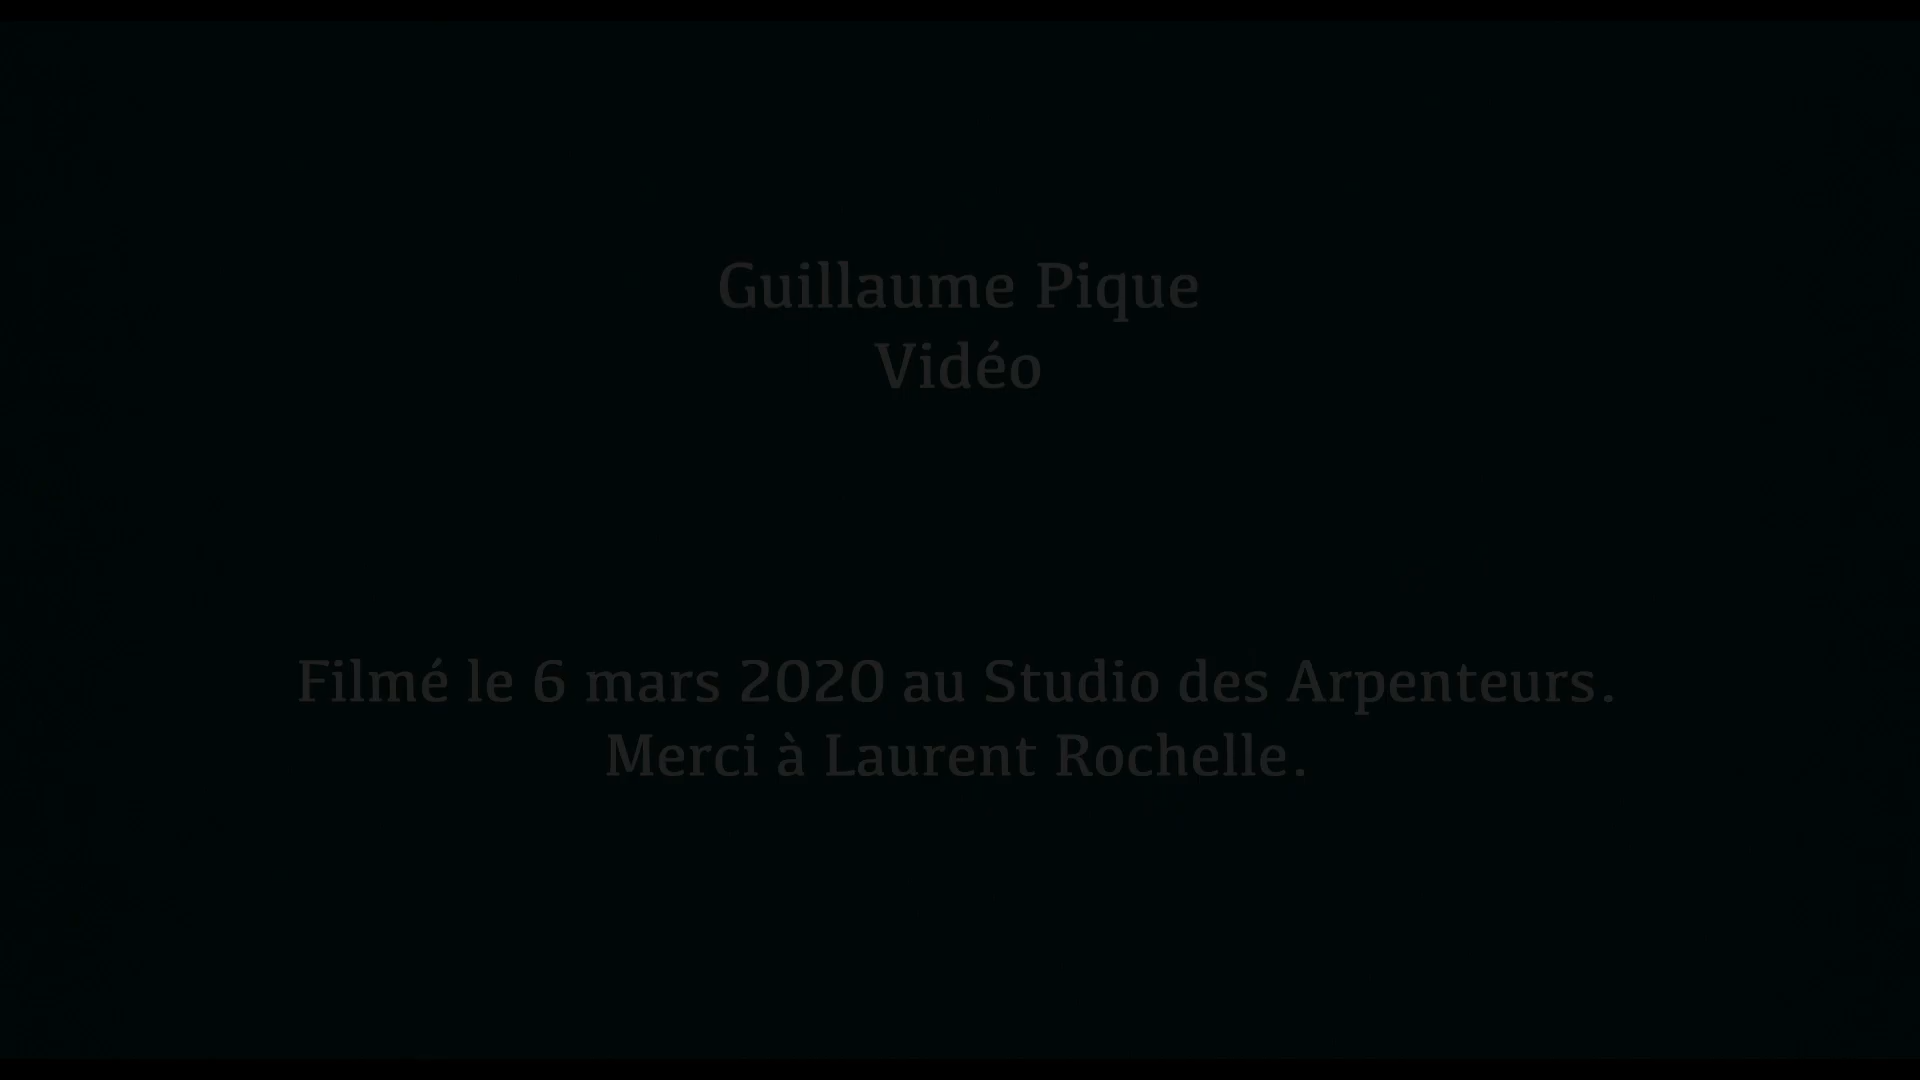 Guillaume Pique
Vidéo
Filmé le 6 mars 2020 au Studio des Arpenteurs.
Merci à Laurent Rochelle.